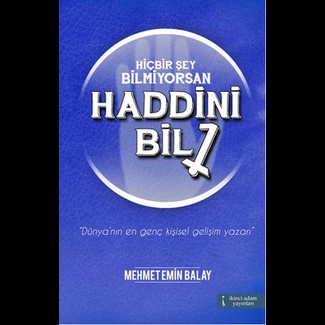 HİÇBİR ŞEY
BİLMİYORSAN
HADDİNİ
BİL
"Dünya'nın en genç kişisel gelişim yazarı"
MEHMET EMİN BALAY
ikinci adam
yayınları